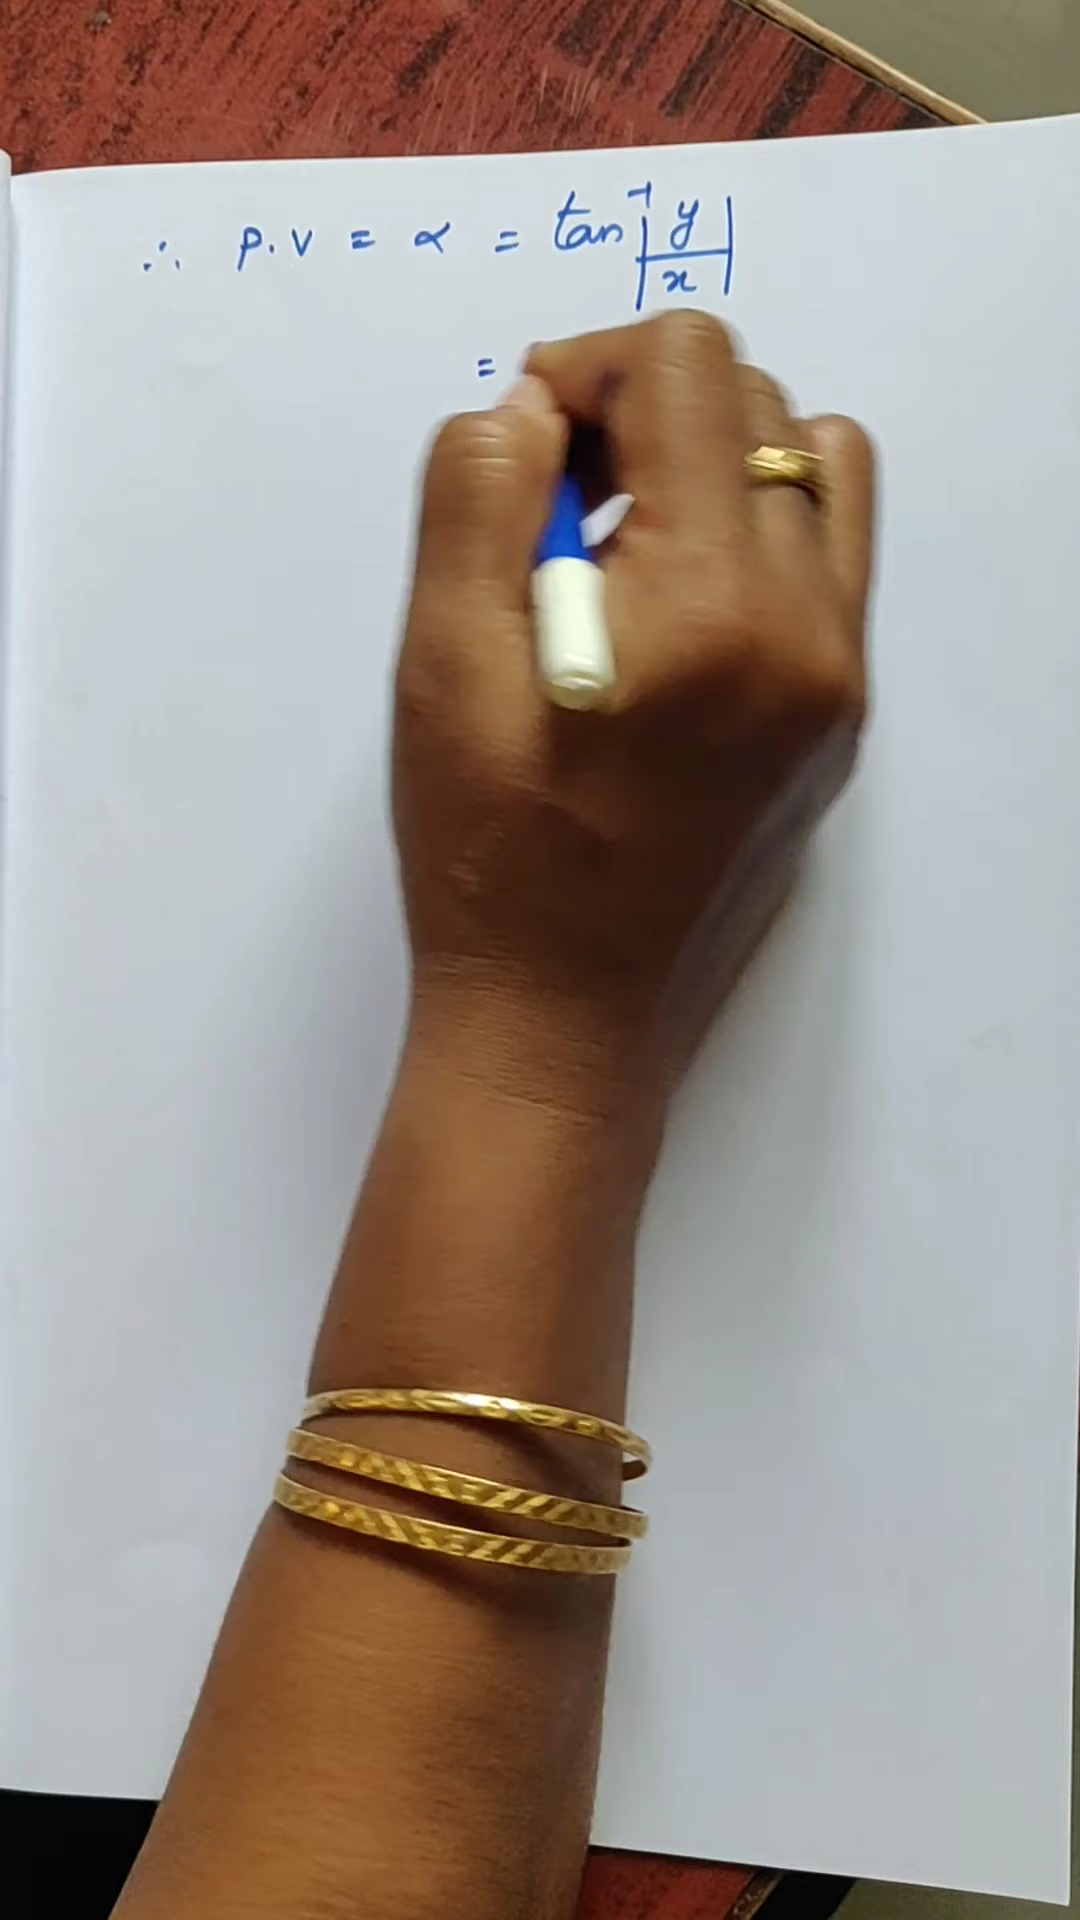 ∴ P.V = α = tan⁻¹ |y/x|
=